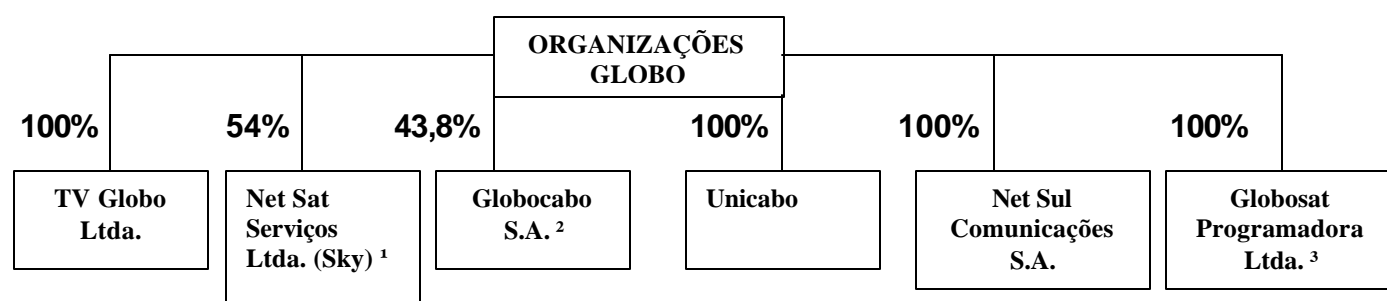 ORGANIZAÇÕES
GLOBO
100%
54%
43,8%
100%
100%
100%
TV Globo
Ltda.
Net Sat
Serviços
Ltda. (Sky) ¹
Globocabo
S.A. ²
Unicabo
Net Sul
Comunicações
S.A.
Globosat
Programadora
Ltda. ³